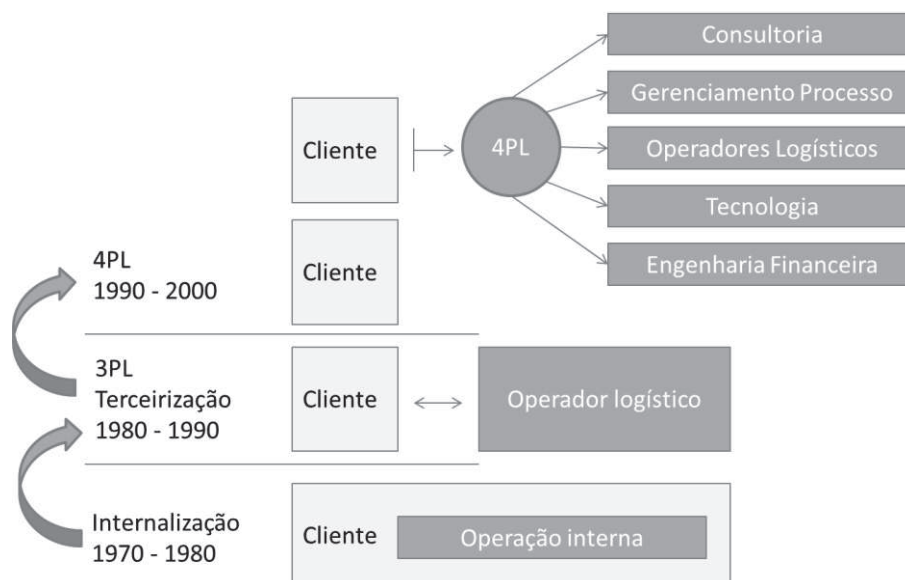 Consultoria
Gerenciamento Processo
Cliente
4PL
Operadores Logísticos
Tecnologia
Engenharia Financeira
4PL
1990 - 2000
Cliente
3PL
Terceirização
1980 - 1990
Cliente
Operador logístico
Internalização
1970 - 1980
Cliente
Operação interna